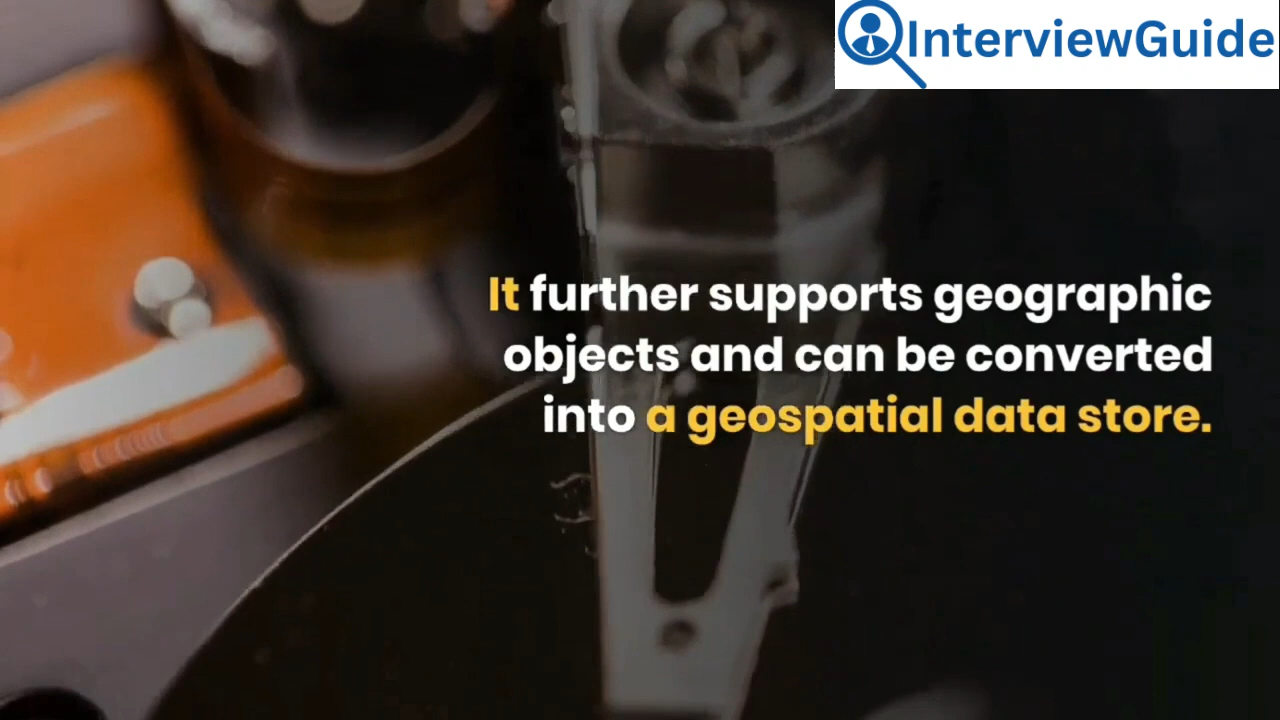 InterviewGuide
It further supports geographic
objects and can be converted
into a geospatial data store.